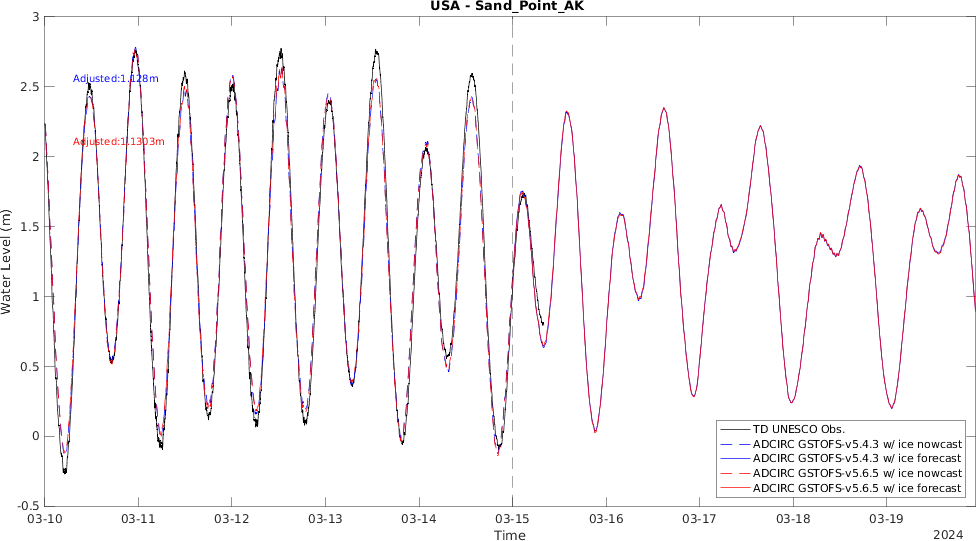 USA - Sand_Point_AK
3
2.5
2
1.5
1
0.5
0
-0.5
Water Level (m)
Adjusted:1.128m
Adjusted:1.1303m
TD UNESCO Obs.
ADCIRC GSTOFS-v5.4.3 w/ ice nowcast
ADCIRC GSTOFS-v5.4.3 w/ ice forecast
ADCIRC GSTOFS-v5.6.5 w/ ice nowcast
ADCIRC GSTOFS-v5.6.5 w/ ice forecast
03-10 03-11 03-12 03-13 03-14 03-15 03-16 03-17 03-18 03-19
Time
2024